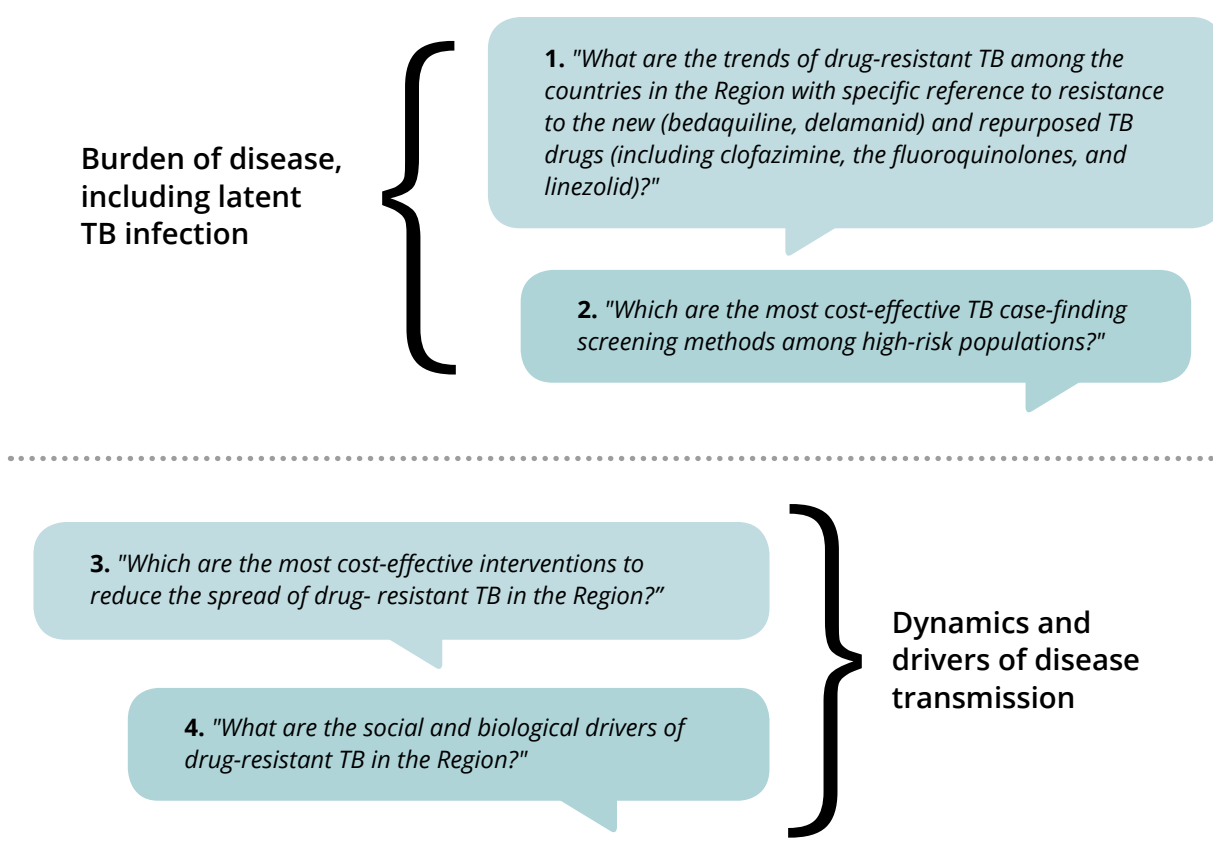 Burden of disease,
including latent
TB infection
1. "What are the trends of drug-resistant TB among the
countries in the Region with specific reference to resistance
to the new (bedaquiline, delamanid) and repurposed TB
drugs (including clofazimine, the fluoroquinolones, and
linezolid)?"
2. "Which are the most cost-effective TB case-finding
screening methods among high-risk populations?"
3. "Which are the most cost-effective interventions to
reduce the spread of drug- resistant TB in the Region?”
4. "What are the social and biological drivers of
drug-resistant TB in the Region?"
Dynamics and
drivers of disease
transmission